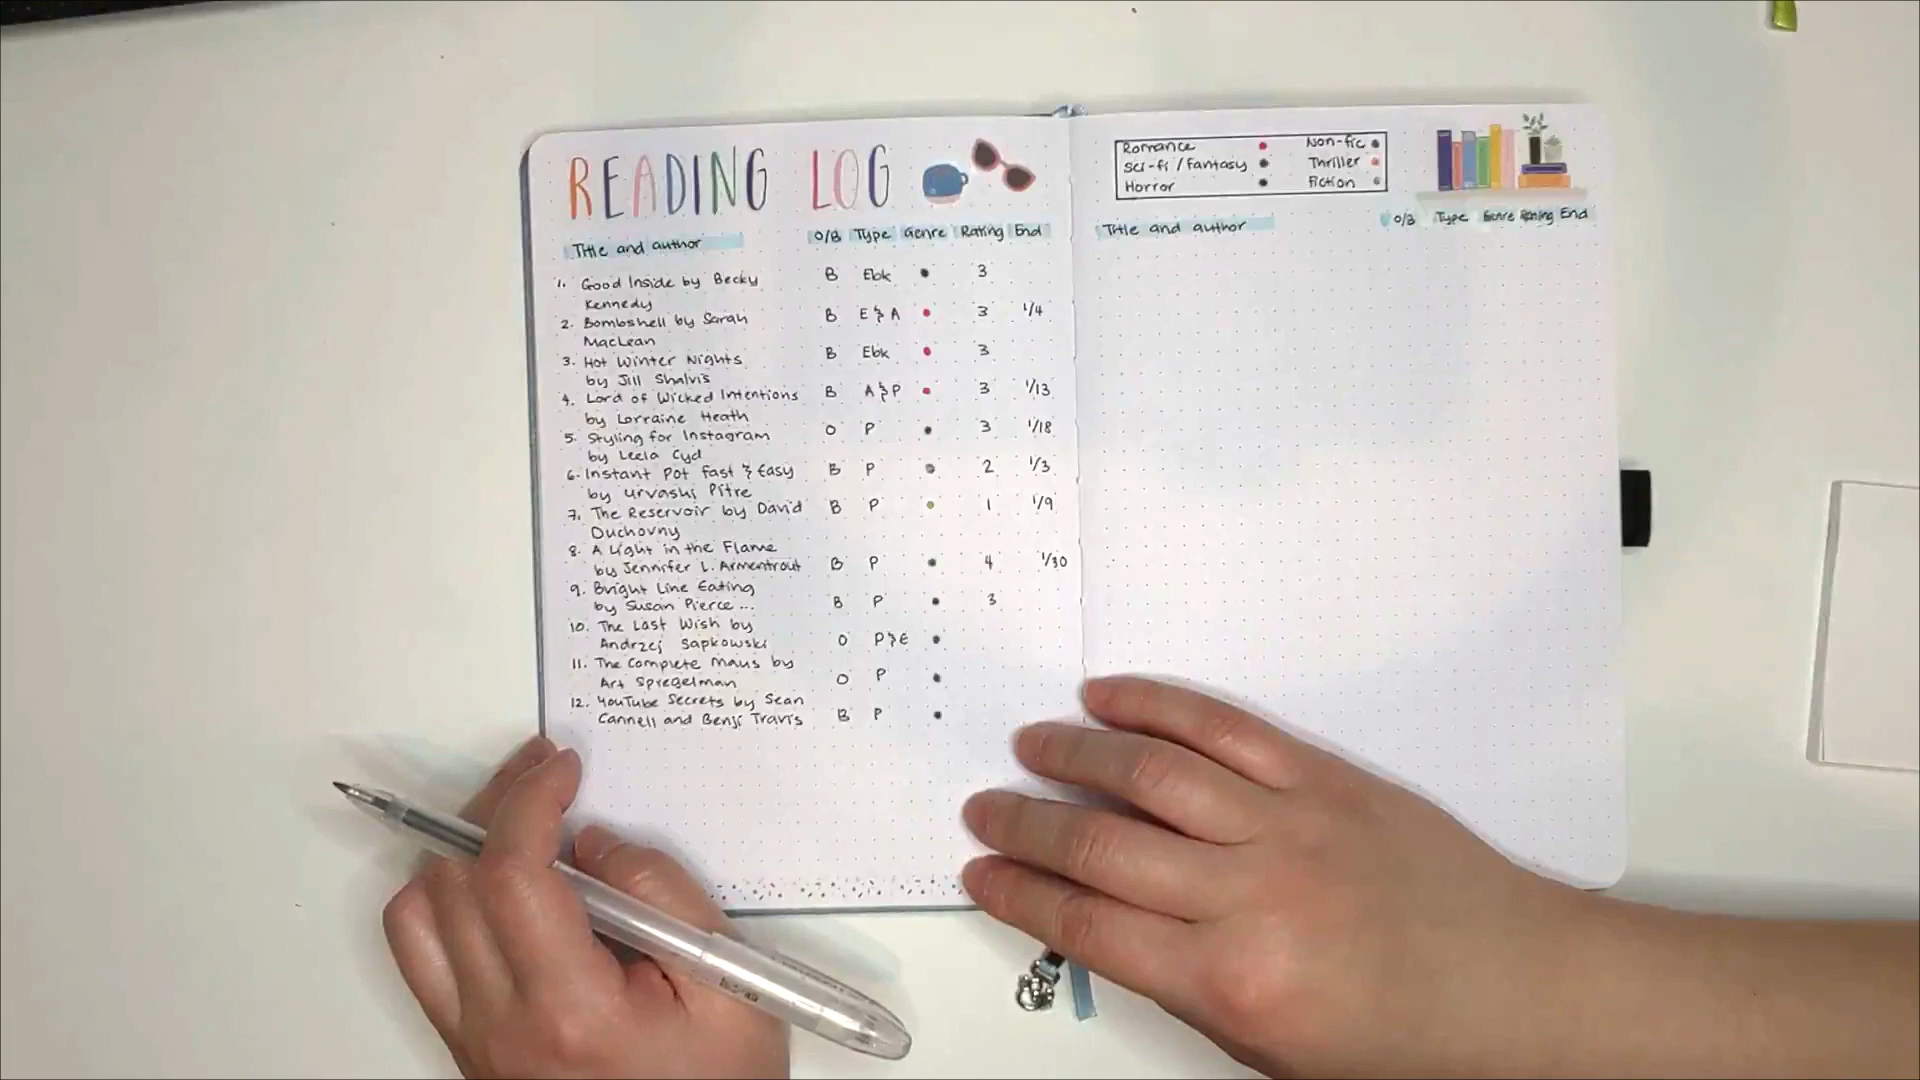 READING LOG
Title and author O/B Type Genre Rating End
1. Good Inside by Becky B Ebk 3
Kennedy
2. Bombshell by Sarah B E & A 3 1/4
MacLean
3. Hot Winter Nights B Ebk 3
by Jill Shalvis
4. Lord of Wicked Intentions B A & P 3 1/13
by Lorraine Heath
5. Styling for Instagram O P 3 1/18
by Leela Cyd
6. Instant Pot Fast & Easy B P 2 1/3
by Urvashi Pitre
7. The Reservoir by David B P 1 1/9
Duchovny
8. A Light in the Flame
by Jennifer L. Armentrout B P 4 1/30
9. Bright Line Eating
by Susan Pierce ... B P 3
10. The Last Wish by
Andrzej Sapkowski O P & E
11. The Complete Maus by
Art Spregelman O P
12. YouTube Secrets by Sean
Cannell and Benji Travis B P
Romance Non-fic
Sci-fi / Fantasy Thriller
Horror Fiction
Title and author O/B Type Genre Rating End